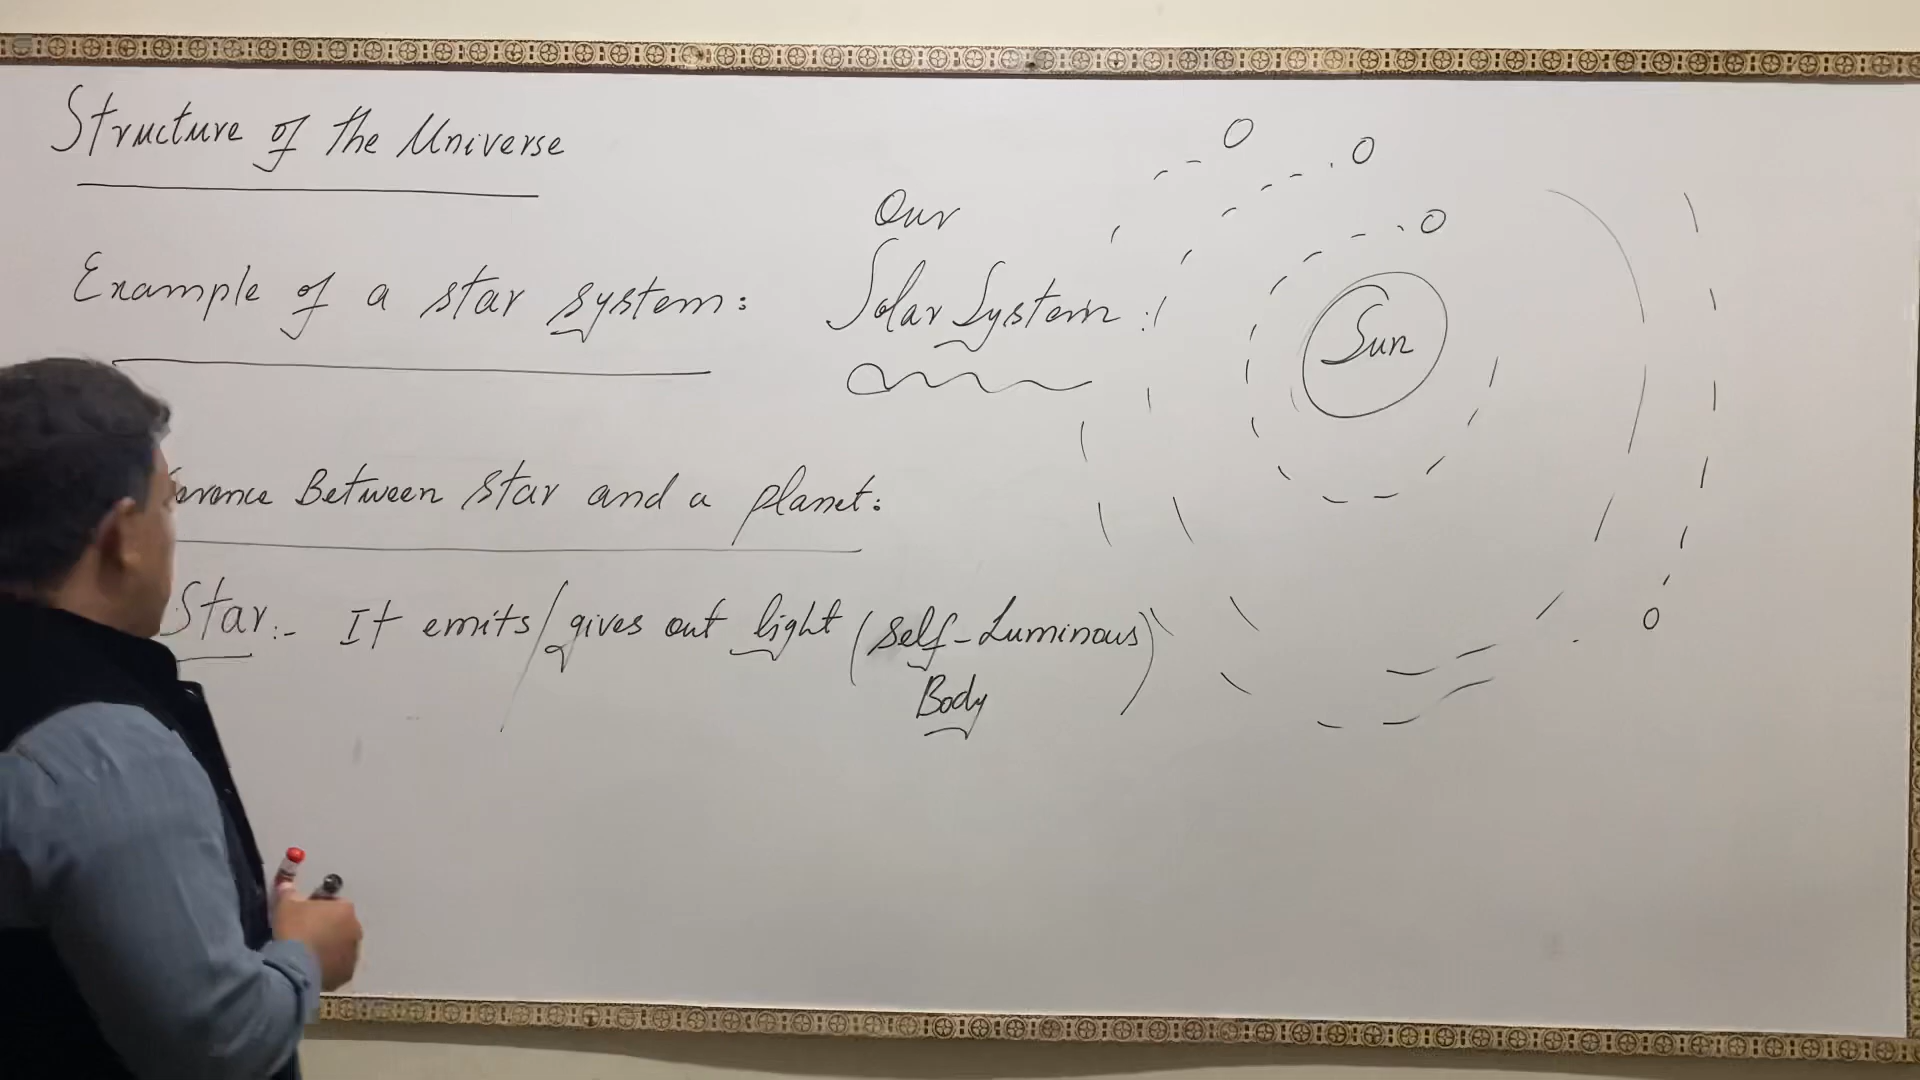 Structure of the Universe
Example of a star system:
Our
Solar System:
Sun
Between star and a planet:
Star:- It emits/gives out light (Self-Luminous
Body)